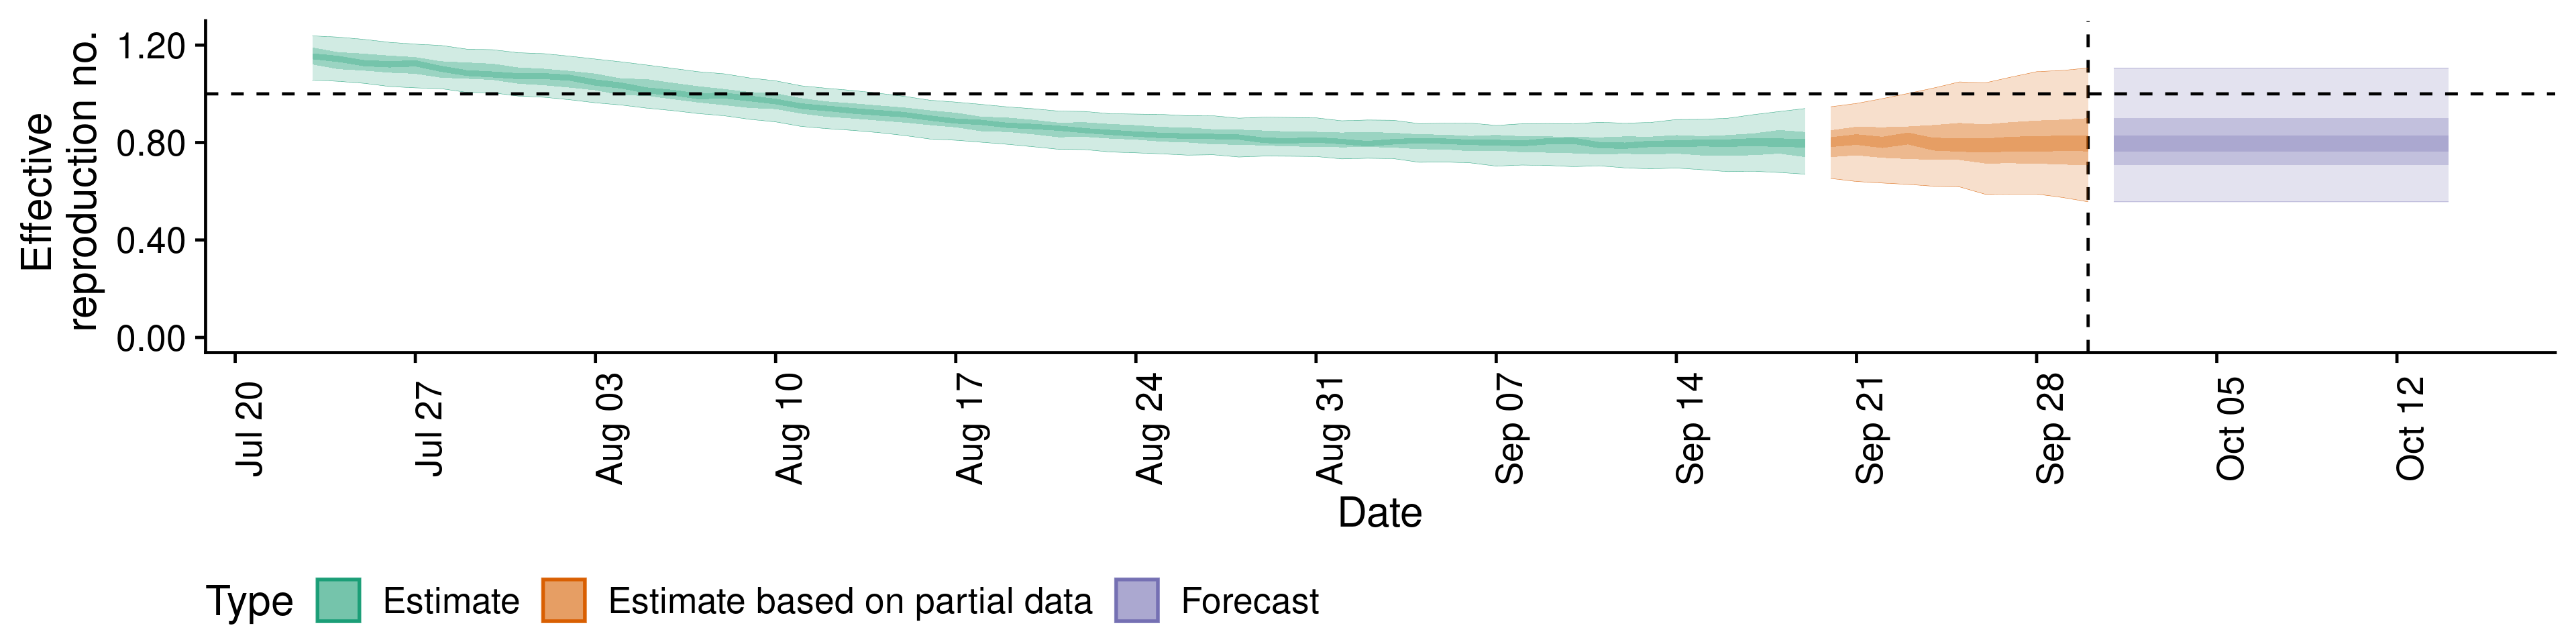 Effective
reproduction no.
1.20
0.80
0.40
0.00
Jul 20
Jul 27
Aug 03
Aug 10
Aug 17
Aug 24
Aug 31
Sep 07
Sep 14
Sep 21
Sep 28
Oct 05
Oct 12
Date
Type Estimate Estimate based on partial data Forecast